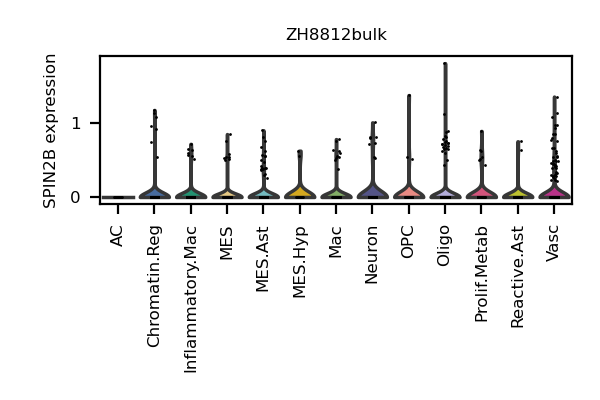 ZH8812bulk
SPIN2B expression
1
0
AC
Chromatin.Reg
Inflammatory.Mac
MES
MES.Ast
MES.Hyp
Mac
Neuron
OPC
Oligo
Prolif.Metab
Reactive.Ast
Vasc